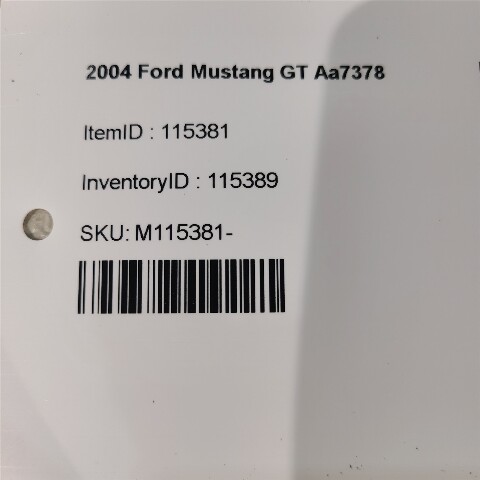 2004 Ford Mustang GT Aa7378
ItemID : 115381
InventoryID : 115389
SKU: M115381-